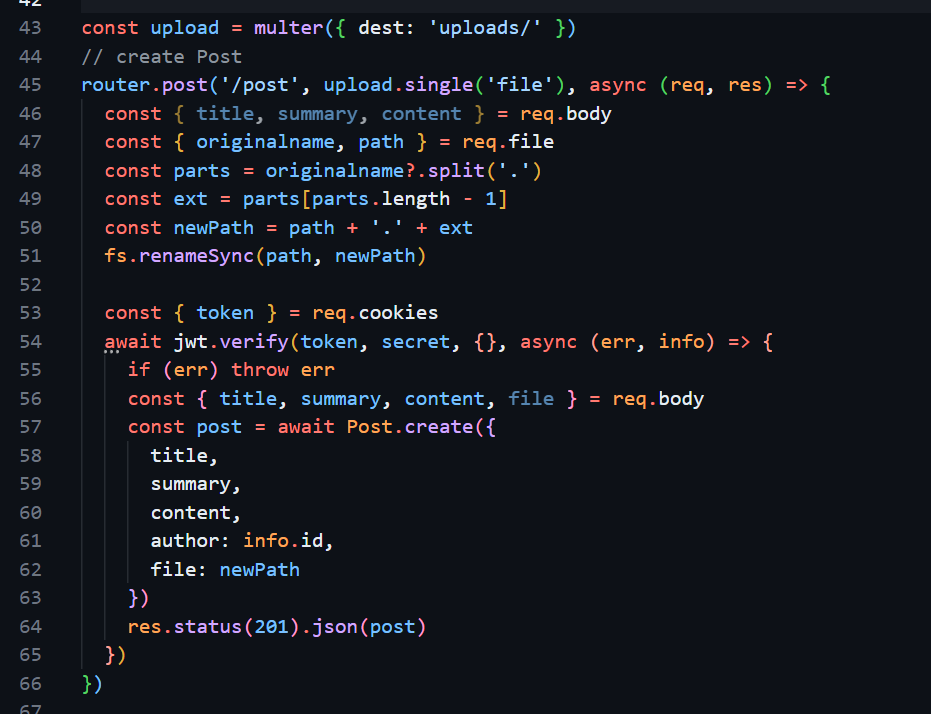 42
43 const upload = multer({ dest: 'uploads/' })
44 // create Post
45 router.post('/post', upload.single('file'), async (req, res) => {
46   const { title, summary, content } = req.body
47   const { originalname, path } = req.file
48   const parts = originalname?.split('.')
49   const ext = parts[parts.length - 1]
50   const newPath = path + '.' + ext
51   fs.renameSync(path, newPath)
52
53   const { token } = req.cookies
54   await jwt.verify(token, secret, {}, async (err, info) => {
55     if (err) throw err
56     const { title, summary, content, file } = req.body
57     const post = await Post.create({
58       title,
59       summary,
60       content,
61       author: info.id,
62       file: newPath
63     })
64     res.status(201).json(post)
65   })
66 })
67